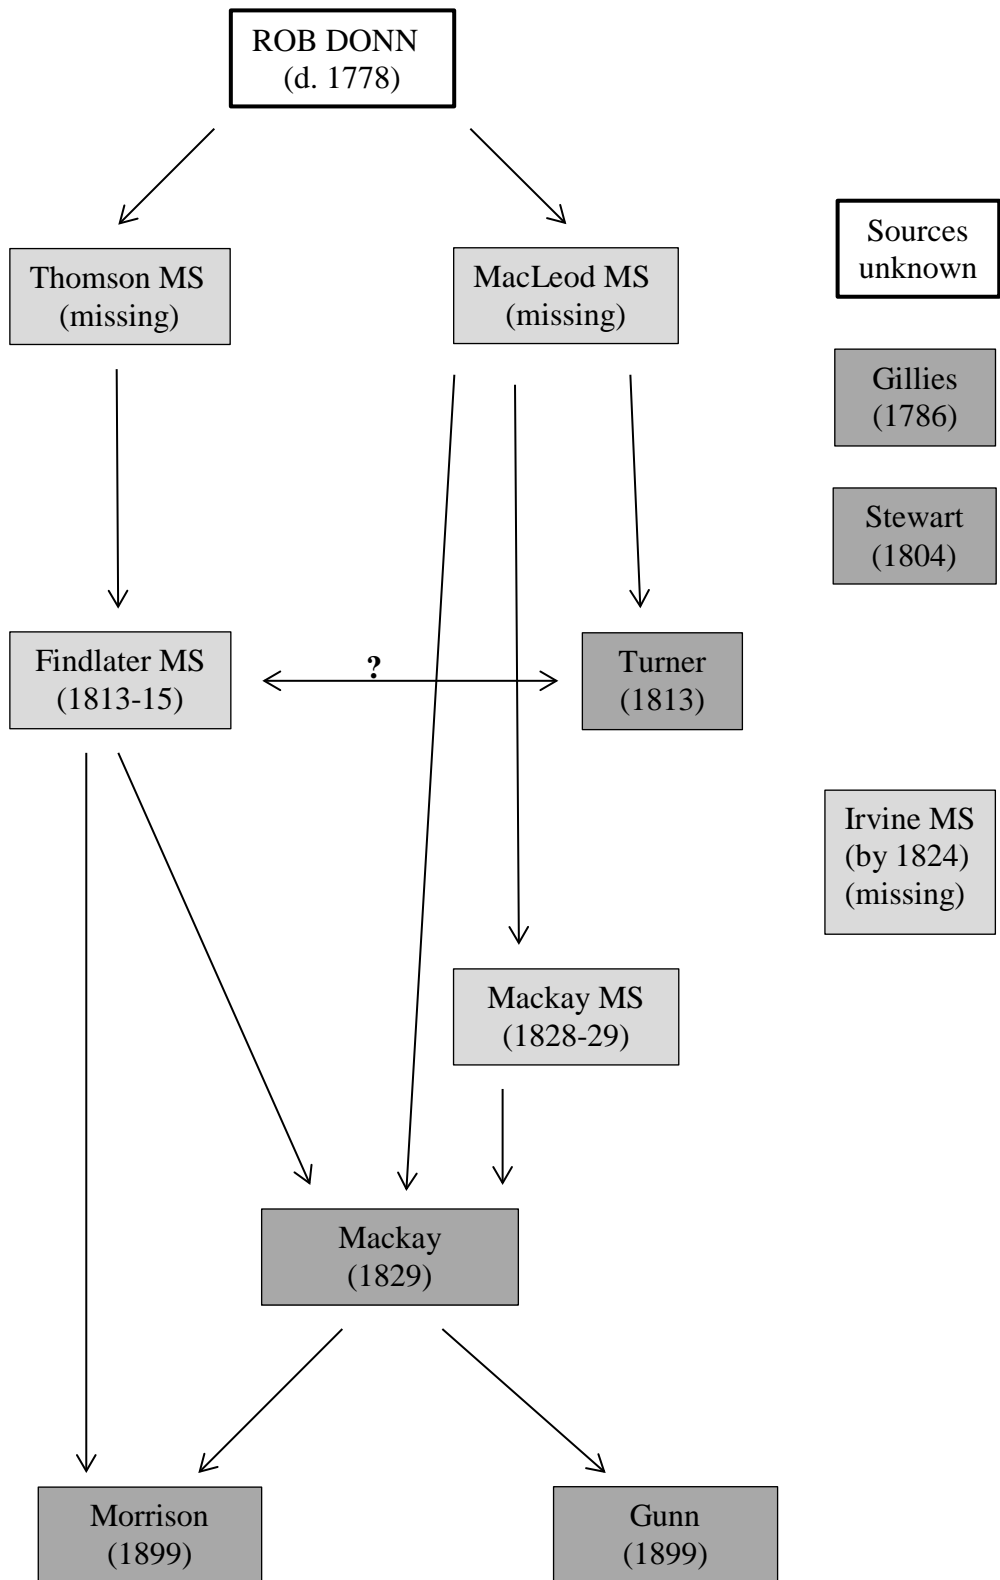 ROB DONN
(d. 1778)
Thomson MS
(missing)
MacLeod MS
(missing)
Sources
unknown
Gillies
(1786)
Stewart
(1804)
Findlater MS
(1813-15)
?
Turner
(1813)
Irvine MS
(by 1824)
(missing)
Mackay MS
(1828-29)
Mackay
(1829)
Morrison
(1899)
Gunn
(1899)